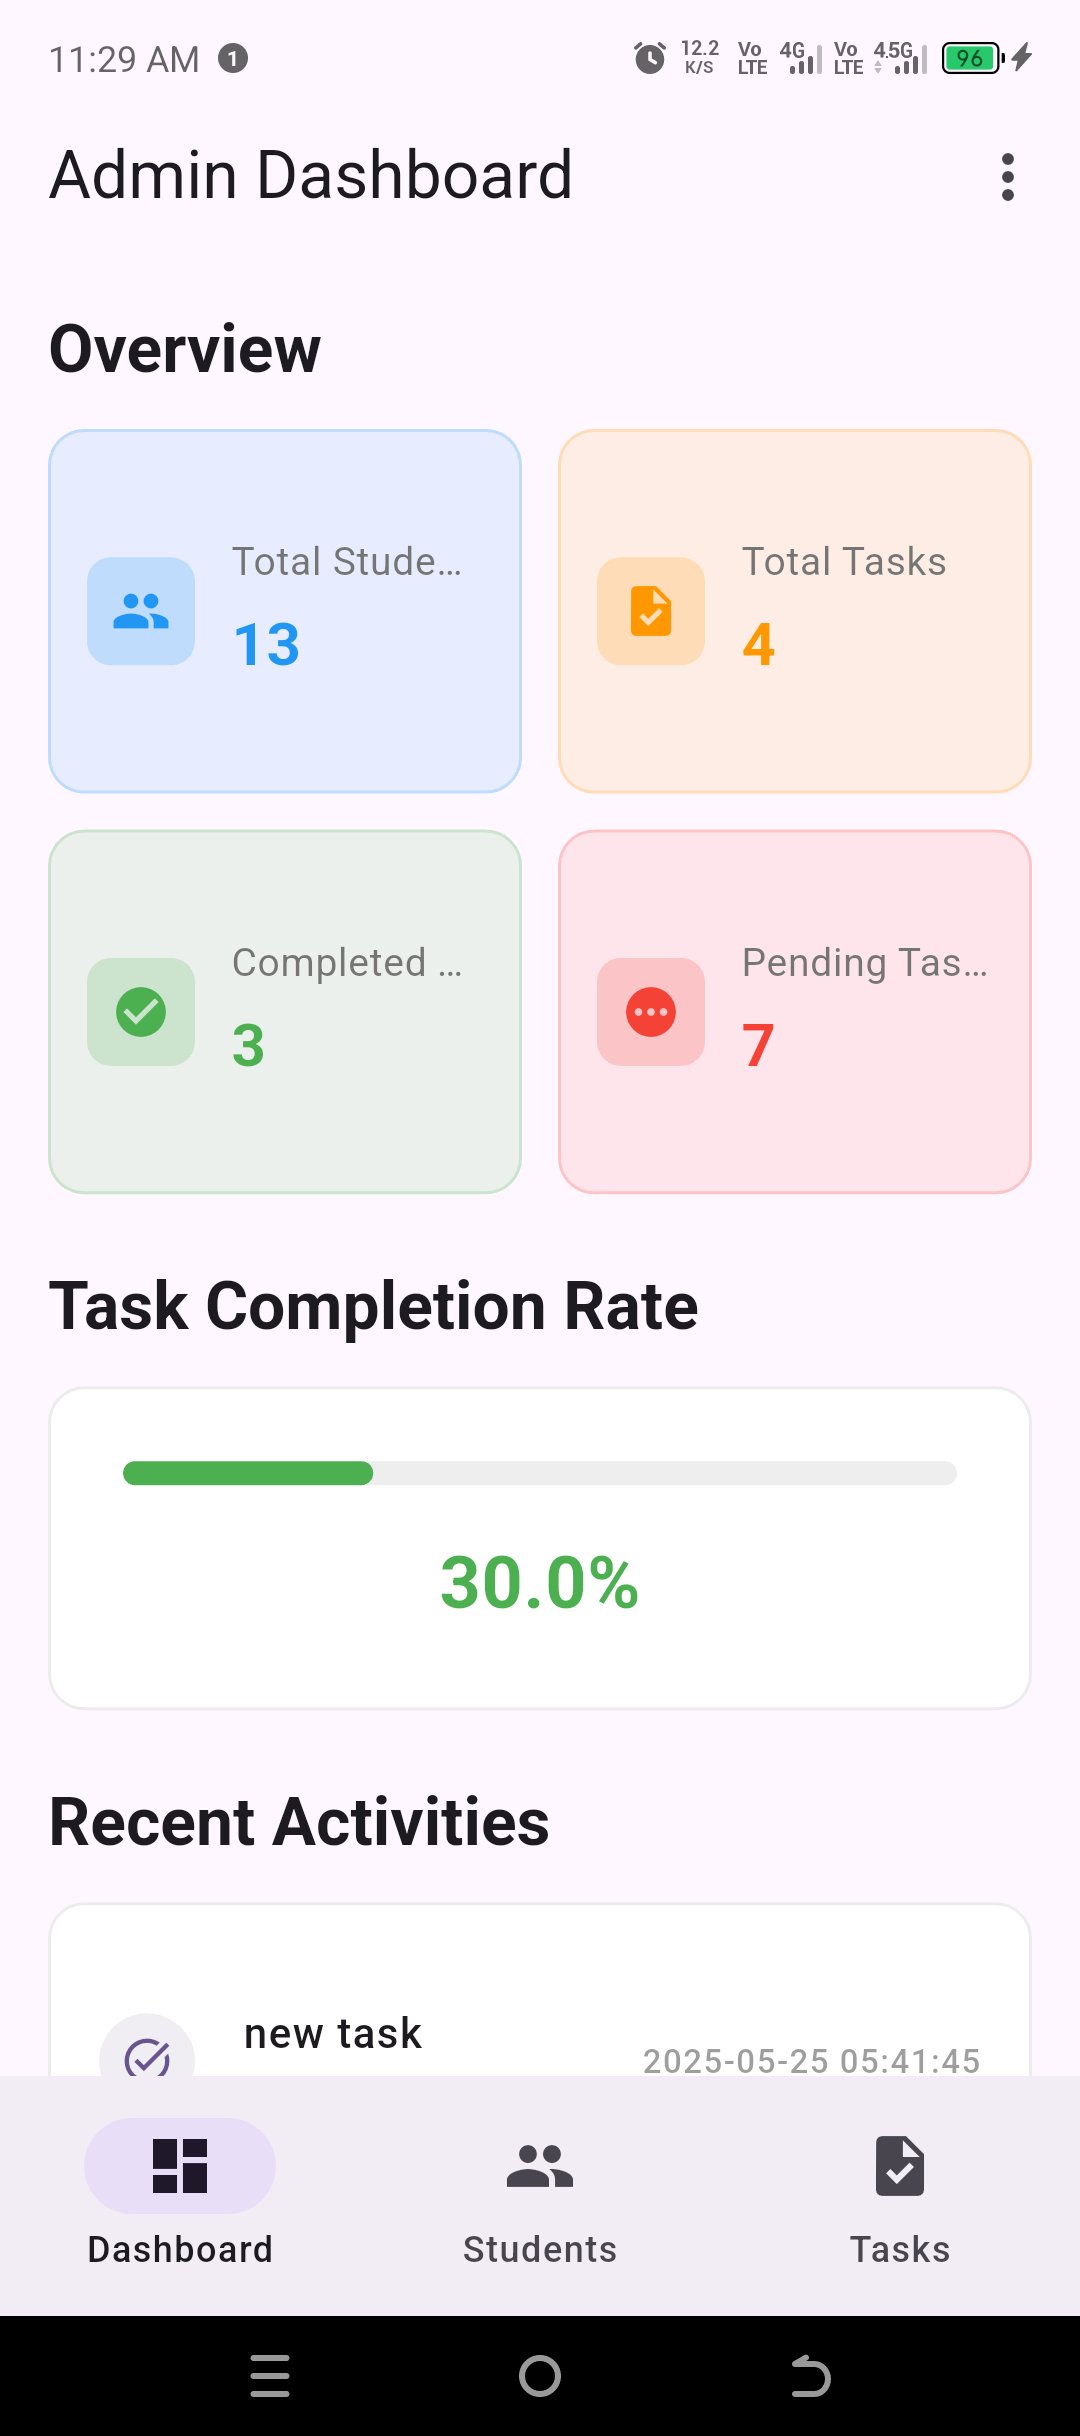 11:29 AM 1 12.2 K/S Vo LTE 4G Vo LTE 4.5G 96
Admin Dashboard
Overview
Total Stude...
13
Total Tasks
4
Completed ...
3
Pending Tas...
7
Task Completion Rate
30.0%
Recent Activities
new task
2025-05-25 05:41:45
Dashboard
Students
Tasks